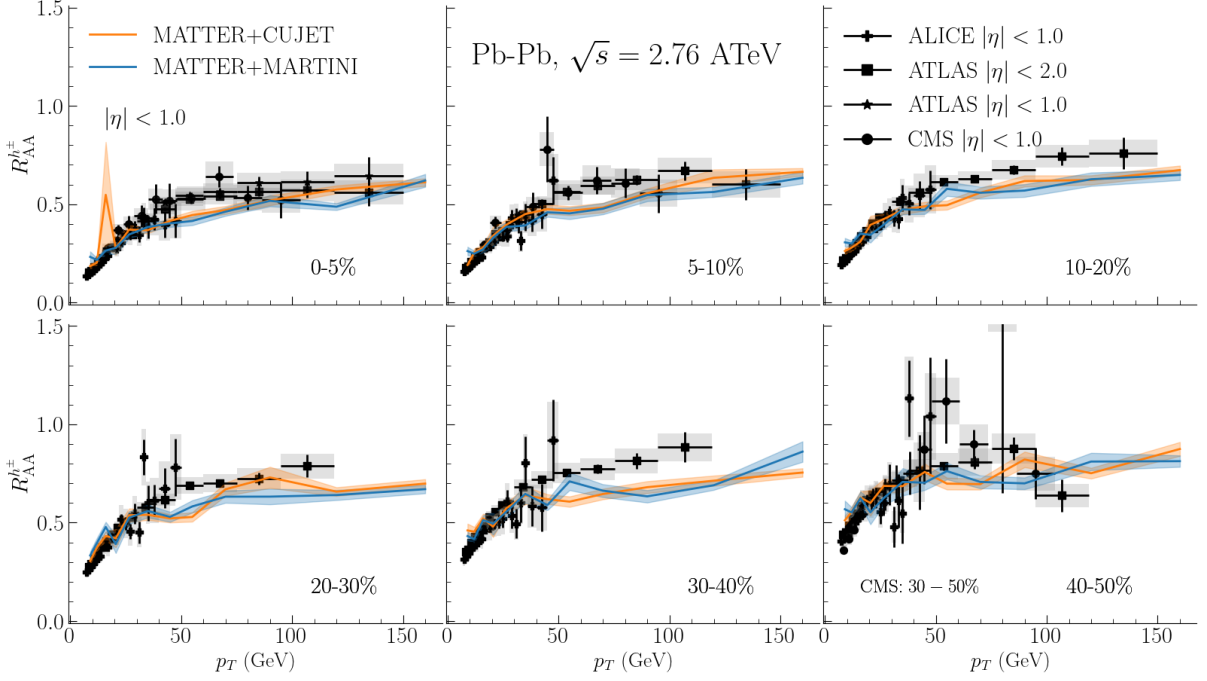 MATTER+CUJET
MATTER+MARTINI
Pb-Pb, √s = 2.76 ATeV
ALICE |η| < 1.0
ATLAS |η| < 2.0
ATLAS |η| < 1.0
CMS |η| < 1.0
|η| < 1.0
1.5
1.0
0.5
0.0
R_AA^{h^±}
0-5%
5-10%
10-20%
1.5
1.0
0.5
0.0
R_AA^{h^±}
20-30%
30-40%
CMS: 30 − 50%
40-50%
0 50 100 150
0 50 100 150
0 50 100 150
p_T (GeV)
p_T (GeV)
p_T (GeV)